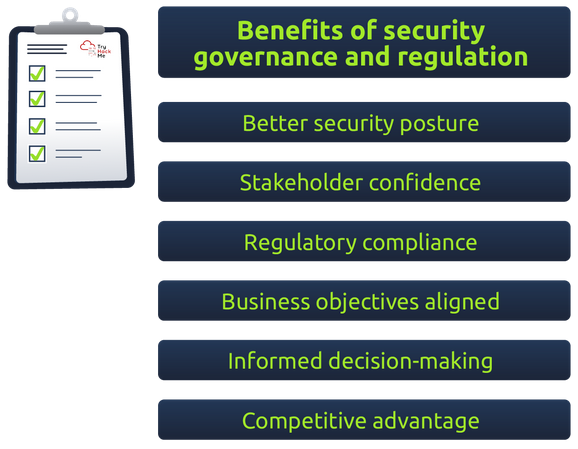 Try
Hack
Me
Benefits of security
governance and regulation
Better security posture
Stakeholder confidence
Regulatory compliance
Business objectives aligned
Informed decision-making
Competitive advantage